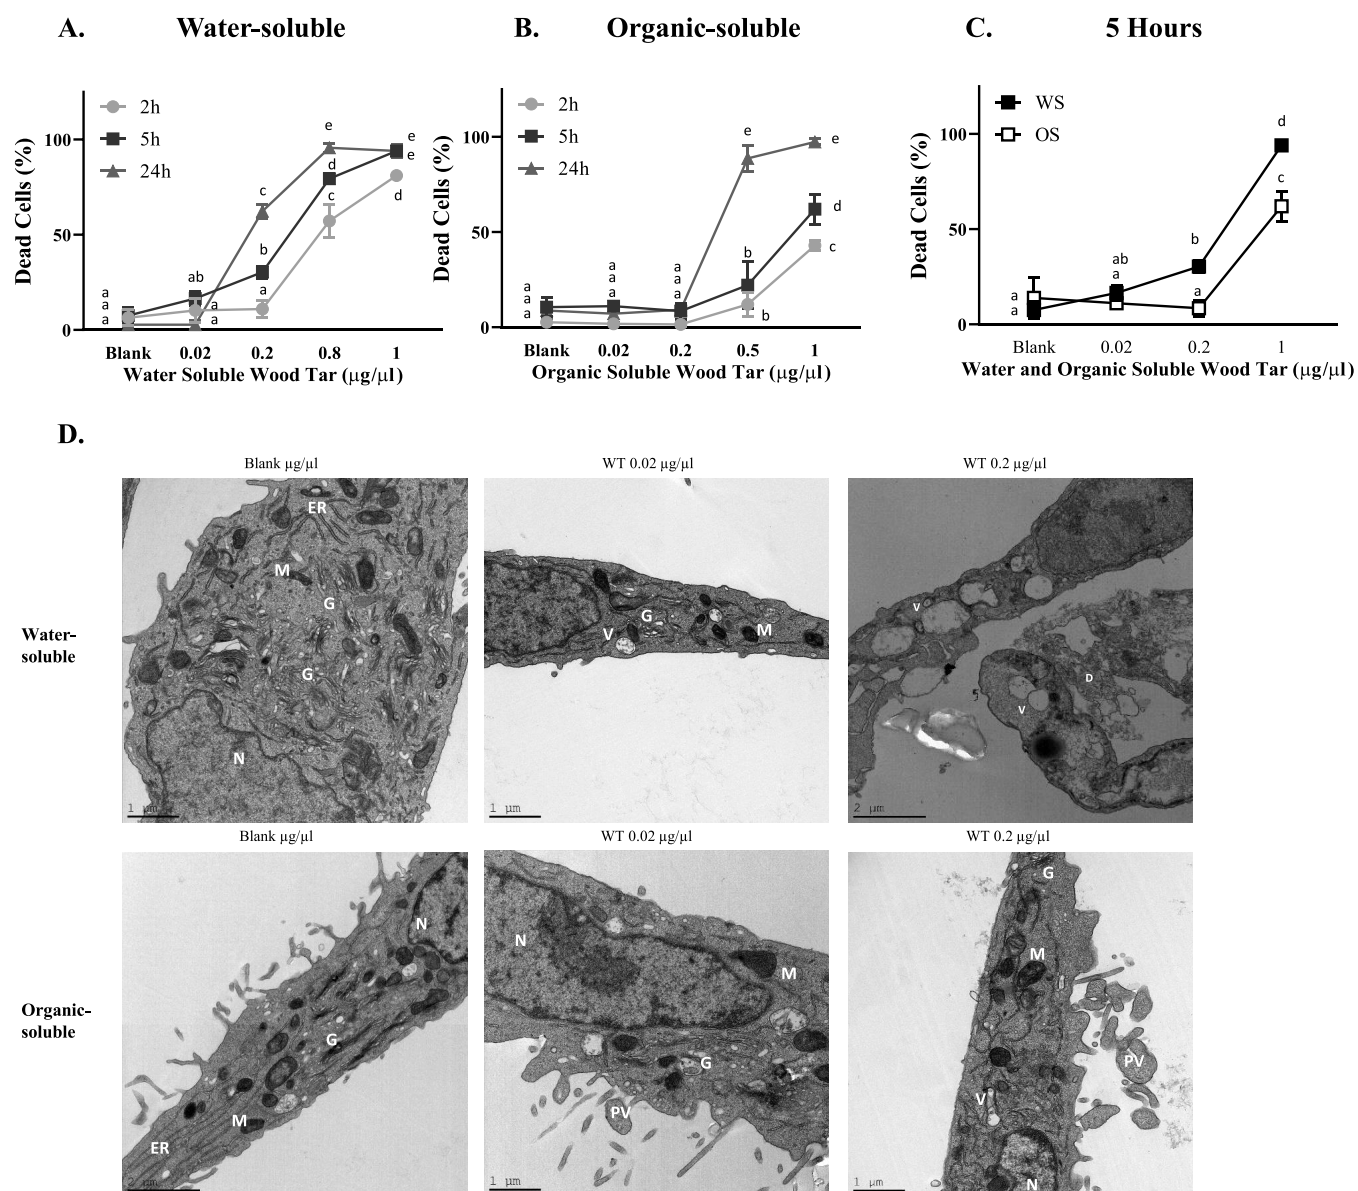 A. Water-soluble
B. Organic-soluble
C. 5 Hours
2h
5h
24h
Dead Cells (%)
100
50
0
a
a
a
ab
a
a
c
b
a
e
d
c
e
e
d
Blank 0.02 0.2 0.8 1
Water Soluble Wood Tar (µg/µl)
2h
5h
24h
Dead Cells (%)
100
50
0
a
a
a
a
a
a
a
a
a
e
b
b
e
d
c
Blank 0.02 0.2 0.5 1
Organic Soluble Wood Tar (µg/µl)
WS
OS
Dead Cells (%)
100
50
0
a
a
ab
a
b
a
d
c
Blank 0.02 0.2 1
Water and Organic Soluble Wood Tar (µg/µl)
D.
Blank µg/µl
WT 0.02 µg/µl
WT 0.2 µg/µl
Water-
soluble
ER
M
G
G
N
1 µm
G
V
M
1 µm
V
D
V
2 µm
Blank µg/µl
WT 0.02 µg/µl
WT 0.2 µg/µl
Organic-
soluble
N
G
M
ER
2 µm
N
M
G
PV
1 µm
G
M
PV
V
N
1 µm